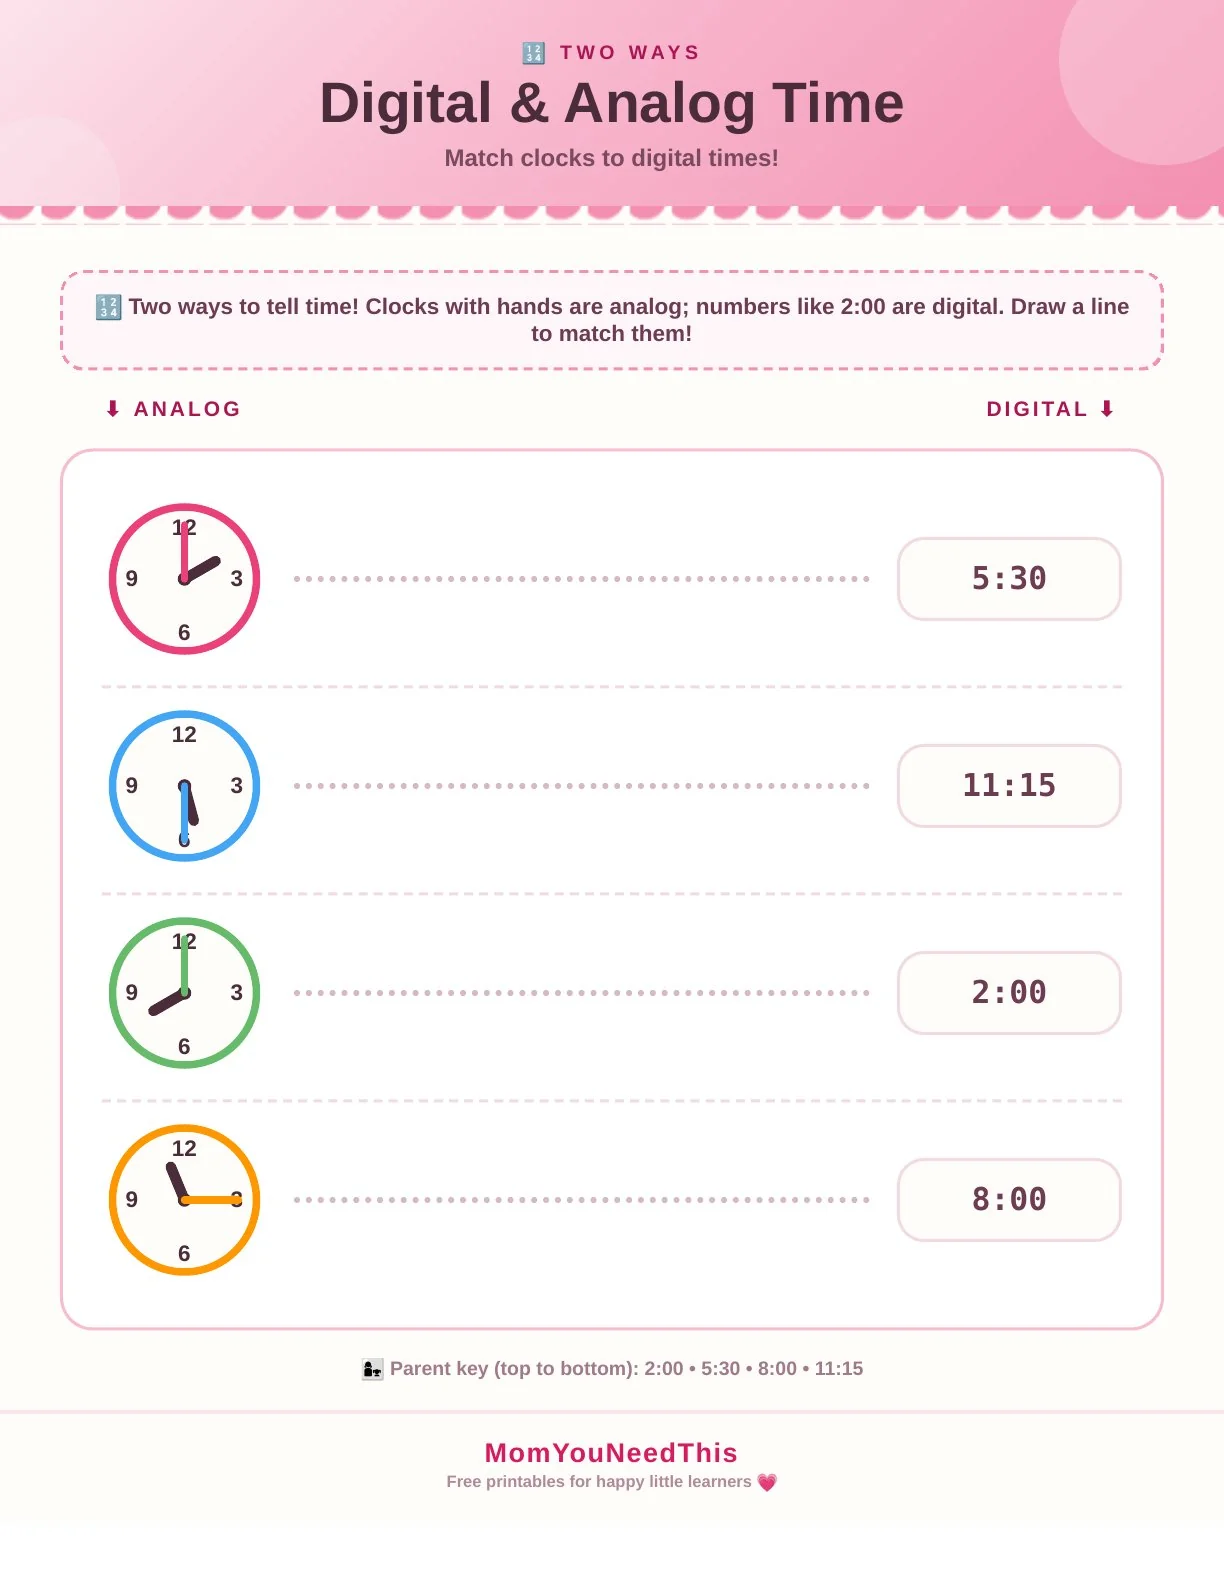 🔢 TWO WAYS
Digital & Analog Time
Match clocks to digital times!
🔢 Two ways to tell time! Clocks with hands are analog; numbers like 2:00 are digital. Draw a line
to match them!
⬇ ANALOG
DIGITAL ⬇
12
9 3
6
5:30
12
9 3
6
11:15
12
9 3
6
2:00
12
9 3
6
8:00
Parent key (top to bottom): 2:00 • 5:30 • 8:00 • 11:15
MomYouNeedThis
Free printables for happy little learners 💗